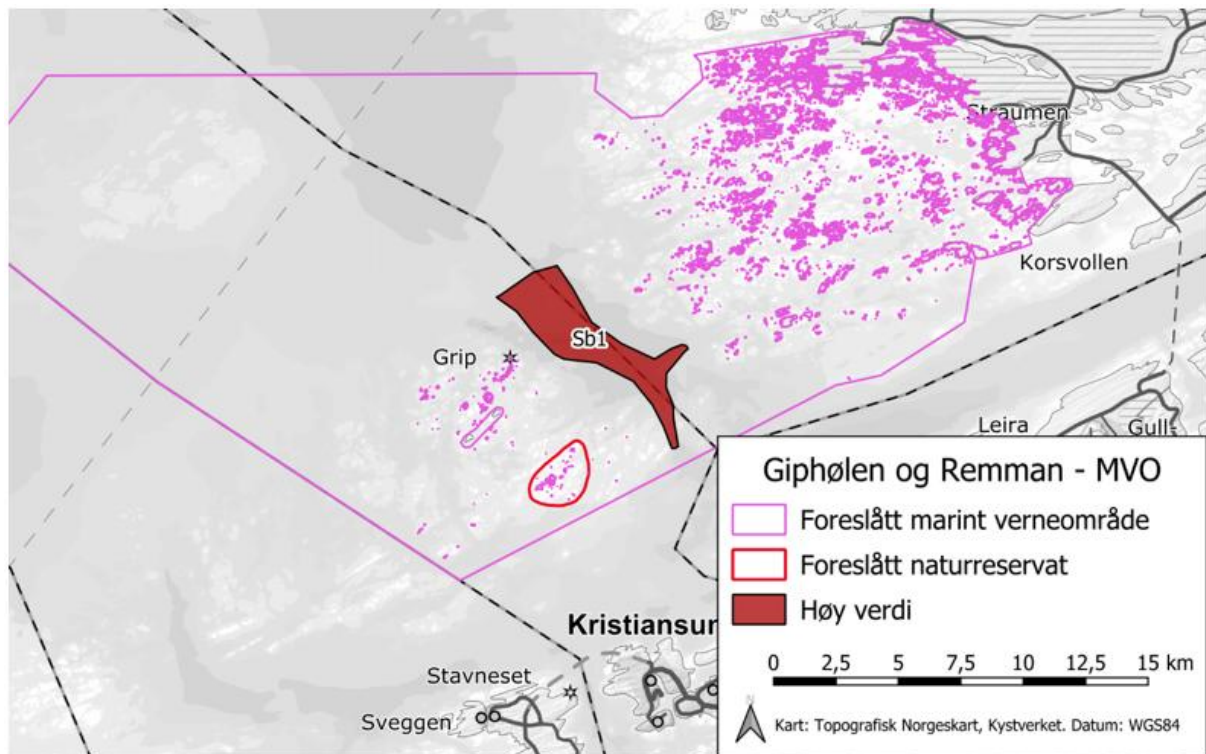 Straumen
Korsvollen
Sb1
Grip
Leira
Gull-
Kristiansur
Stavneset
Sveggen
Giphølen og Remman - MVO
Foreslått marint verneområde
Foreslått naturreservat
Høy verdi
0 2,5 5 7,5 10 12,5 15 km
N
Kart: Topografisk Norgeskart, Kystverket. Datum: WGS84